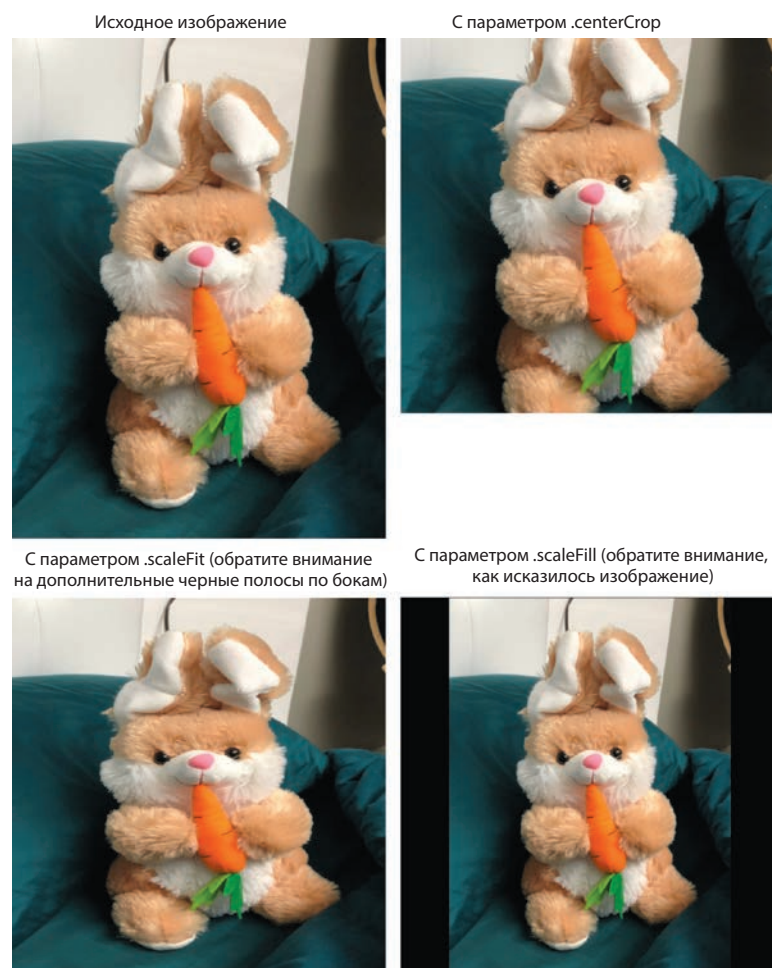 Исходное изображение
С параметром .centerCrop
С параметром .scaleFit (обратите внимание
на дополнительные черные полосы по бокам)
С параметром .scaleFill (обратите внимание,
как исказилось изображение)